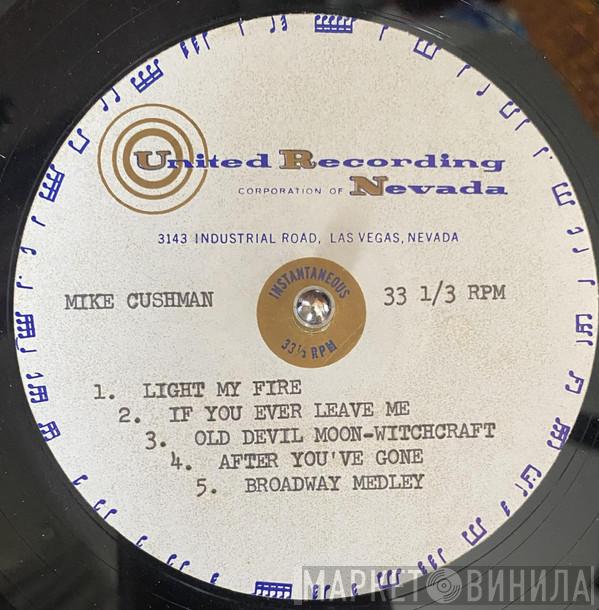 United Recording
CORPORATION OF Nevada
3143 INDUSTRIAL ROAD, LAS VEGAS, NEVADA
INSTANTANEOUS
33⅓ RPM
MIKE CUSHMAN
33 1/3 RPM
1. LIGHT MY FIRE
2. IF YOU EVER LEAVE ME
3. OLD DEVIL MOON-WITCHCRAFT
4. AFTER YOU'VE GONE
5. BROADWAY MEDLEY
МАРКЕТ ВИНИЛА